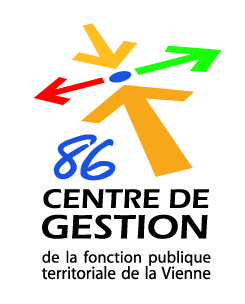 86
CENTRE DE
GESTION
de la fonction publique
territoriale de la Vienne